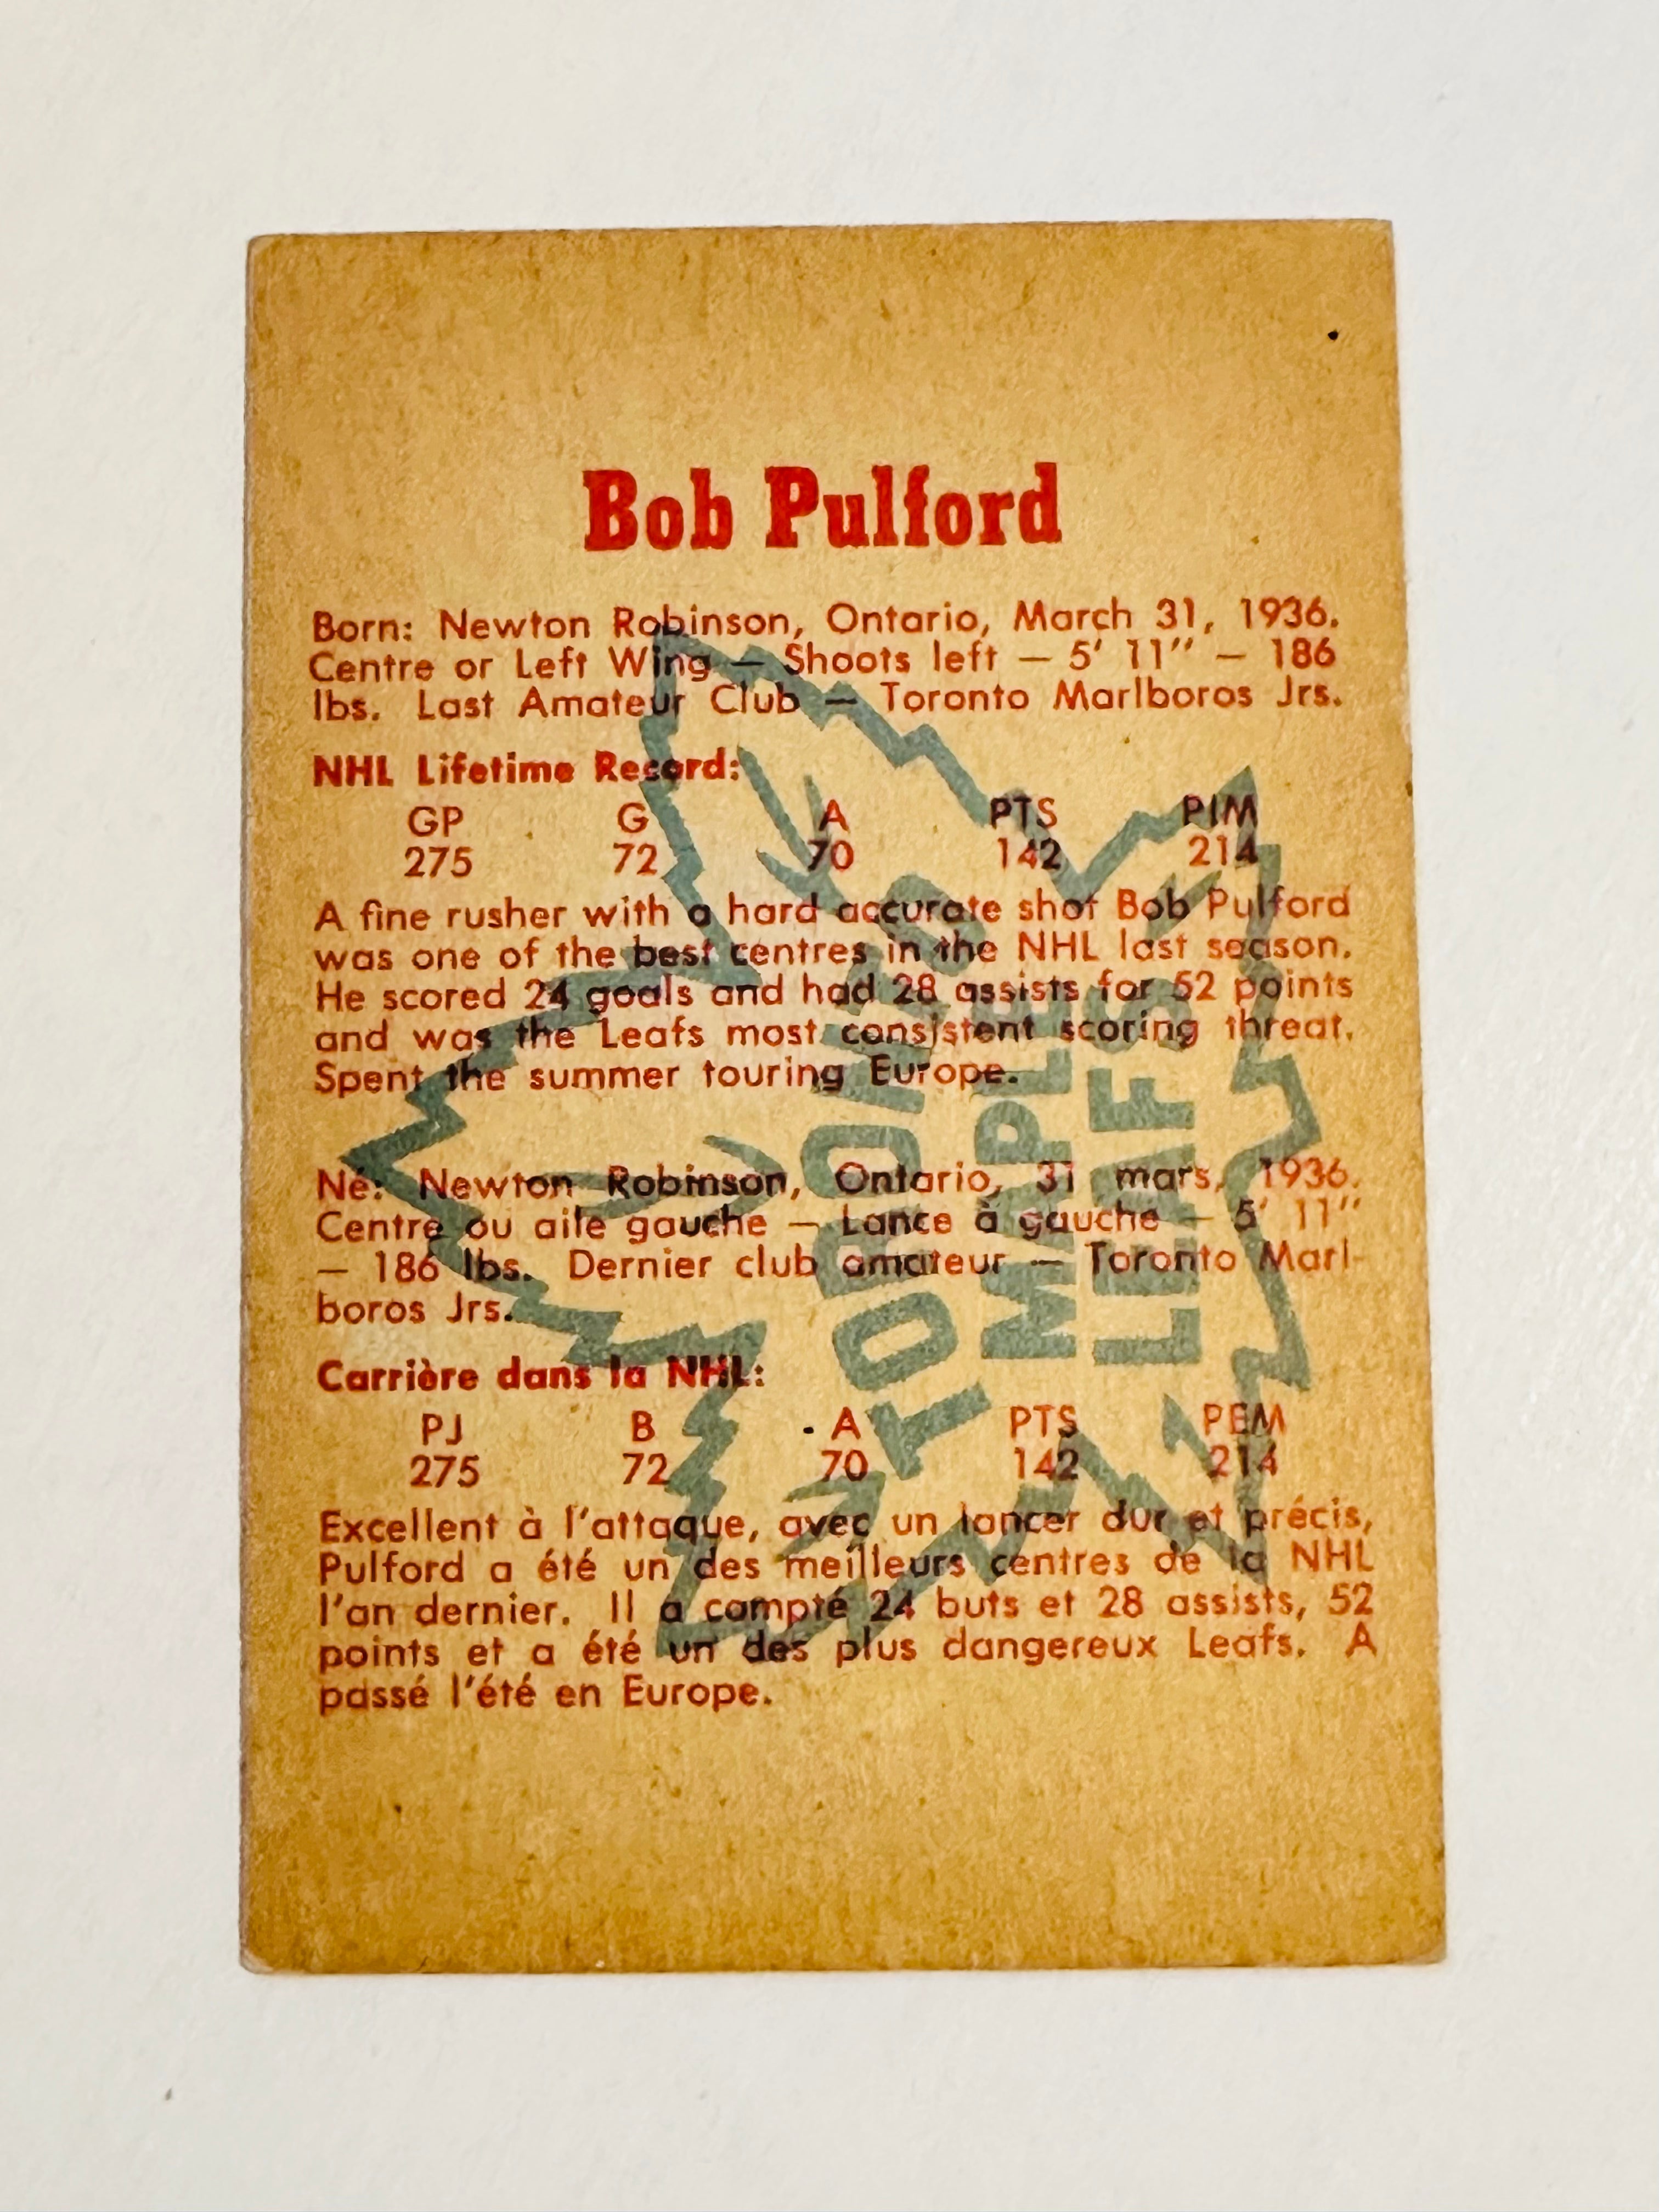 Bob Pulford
Born: Newton Robinson, Ontario, March 31, 1936.
Centre or Left Wing — Shoots left — 5' 11" — 186
lbs. Last Amateur Club — Toronto Marlboros Jrs.
NHL Lifetime Record:
GP G A PTS PIM
275 72 70 142 214
A fine rusher with a hard accurate shot Bob Pulford
was one of the best centres in the NHL last season.
He scored 24 goals and had 28 assists for 52 points
and was the Leafs most consistent scoring threat.
Spent the summer touring Europe.
Né: Newton Robinson, Ontario, 31 mars, 1936.
Centre ou aile gauche — Lance à gauche — 5' 11"
— 186 lbs. Dernier club amateur — Toronto Marl-
boros Jrs.
Carrière dans la NHL:
PJ B A PTS PEM
275 72 70 142 214
Excellent à l'attaque, avec un lancer dur et précis,
Pulford a été un des meilleurs centres de la NHL
l'an dernier. Il a compté 24 buts et 28 assists, 52
points et a été un des plus dangereux Leafs. A
passé l'été en Europe.
TORONTO
MAPLE
LEAFS